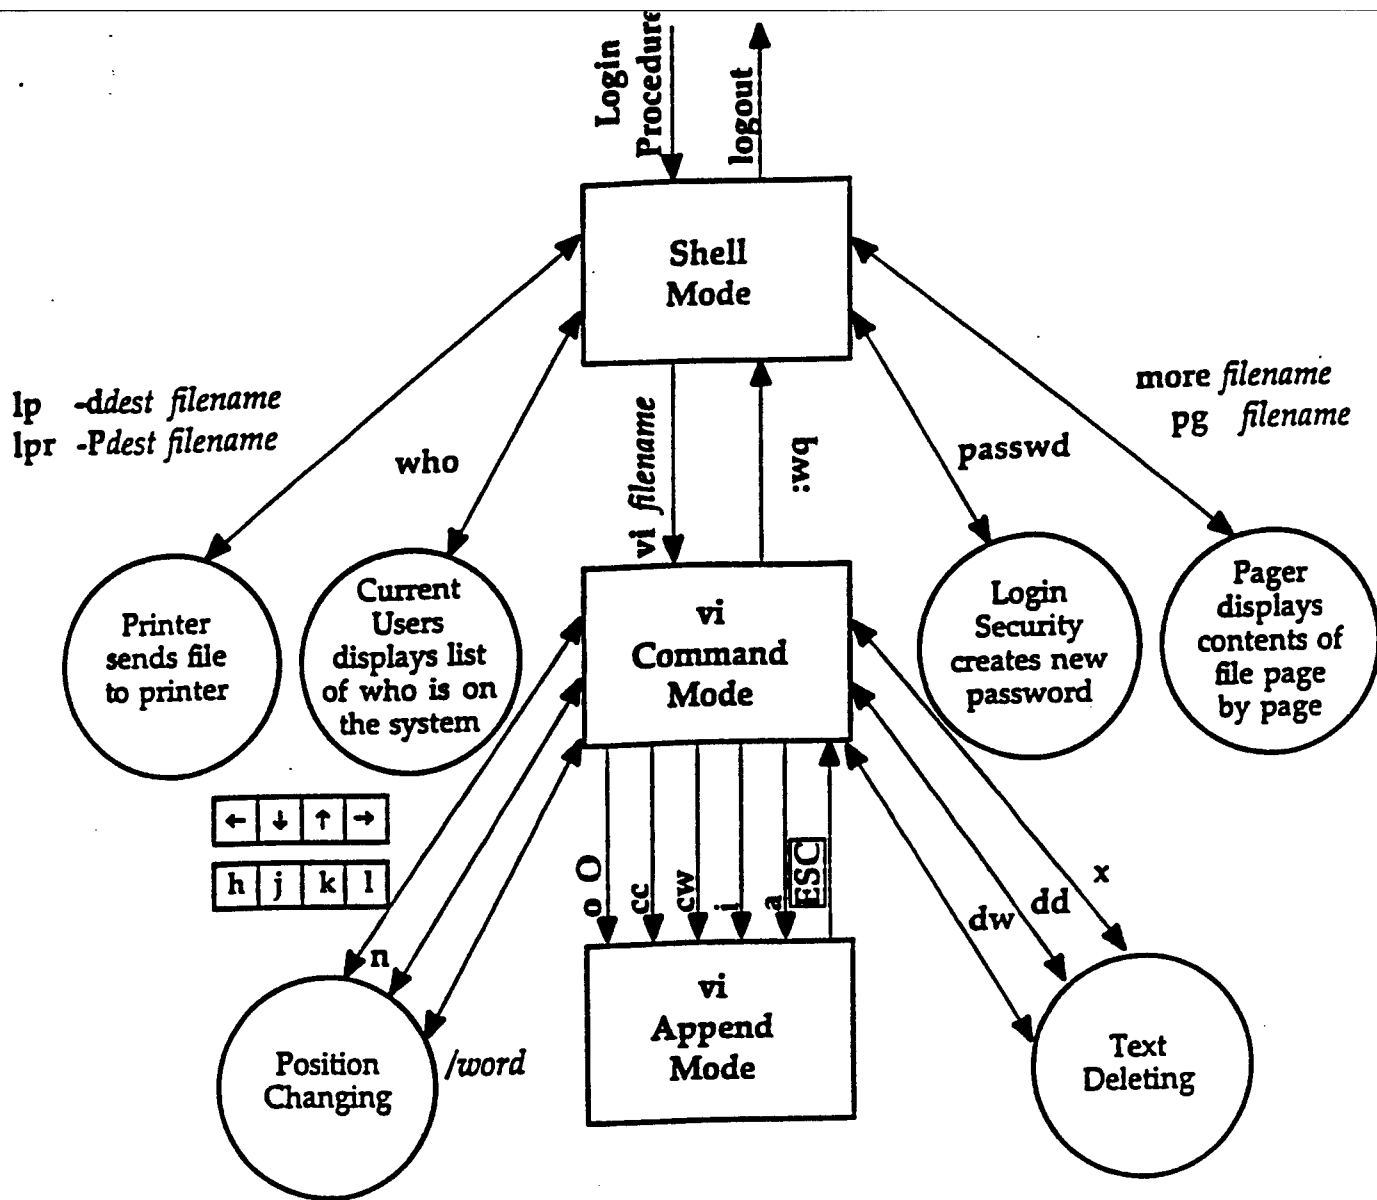 Login
Procedure
logout
Shell
Mode
lp -ddest filename
lpr -Pdest filename
who
vi filename
:wq
passwd
more filename
pg filename
Printer
sends file
to printer
Current
Users
displays list
of who is on
the system
vi
Command
Mode
Login
Security
creates new
password
Pager
displays
contents of
file page
by page
← ↓ ↑ →
h j k l
n
/word
o O
cc
cw
i
a
ESC
dw
dd
x
Position
Changing
vi
Append
Mode
Text
Deleting